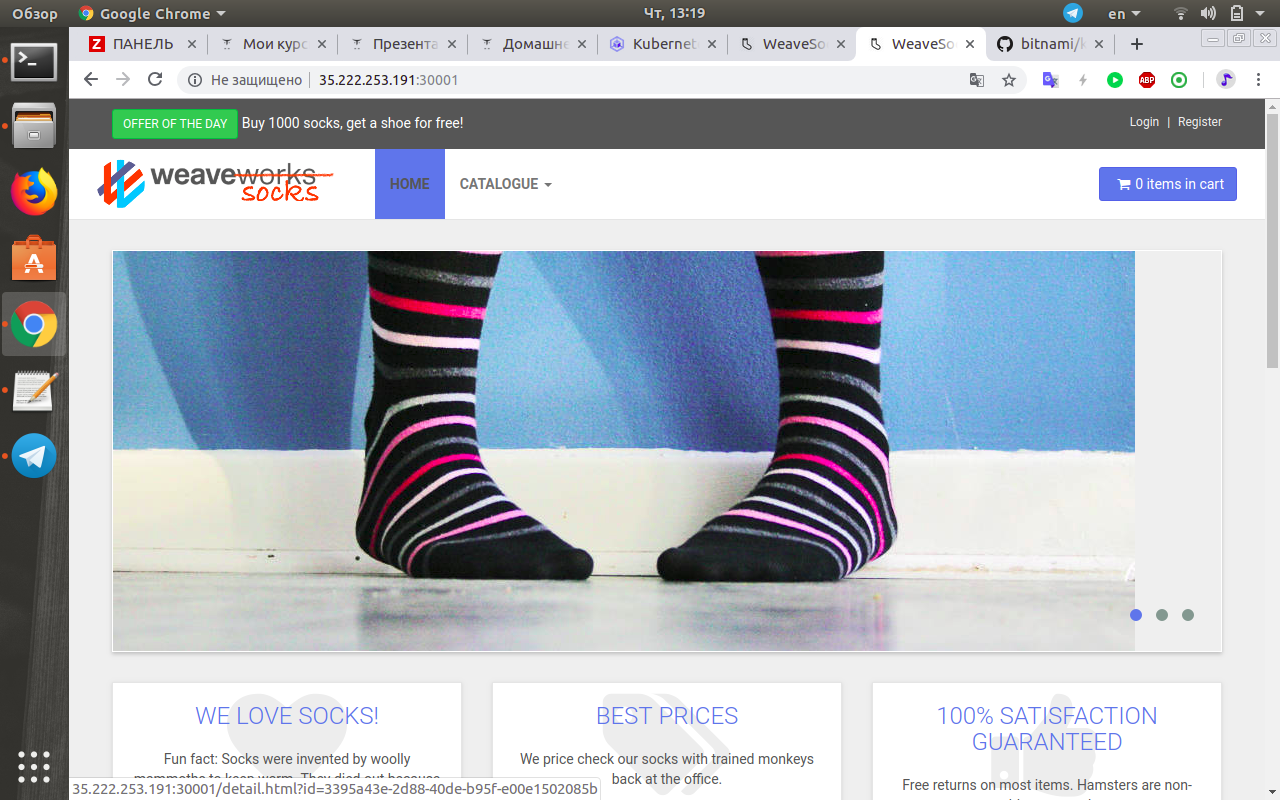 Обзор Google Chrome Чт, 13:19 en
ПАНЕЛЬ Мои курс Презента Домашне Kubernet WeaveSo WeaveSo bitnami/k
Не защищено 35.222.253.191:30001
OFFER OF THE DAY Buy 1000 socks, get a shoe for free! Login | Register
weaveworks
socks
HOME CATALOGUE 0 items in cart
WE LOVE SOCKS!
Fun fact: Socks were invented by woolly
mammoths to keep warm. They died out because
BEST PRICES
We price check our socks with trained monkeys
back at the office.
100% SATISFACTION
GUARANTEED
Free returns on most items. Hamsters are non-
35.222.253.191:30001/detail.html?id=3395a43e-2d88-40de-b95f-e00e1502085b